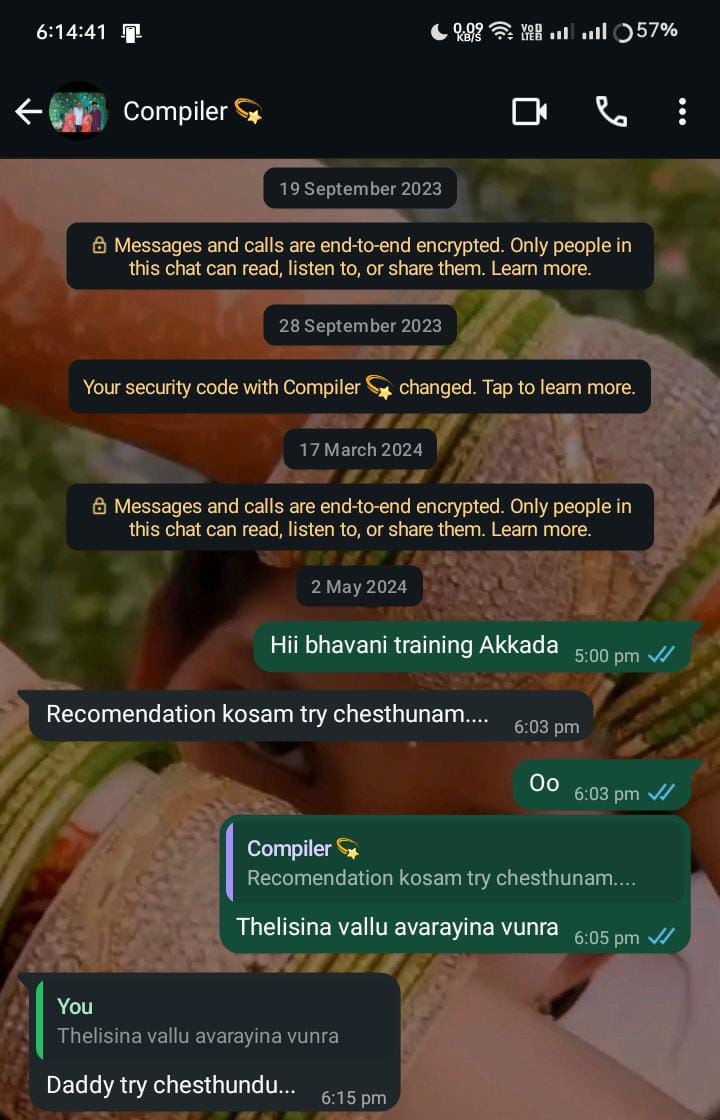 6:14:41 0.09 KB/S VoD LTEB 57%
Compiler 💫
19 September 2023
Messages and calls are end-to-end encrypted. Only people in
this chat can read, listen to, or share them. Learn more.
28 September 2023
Your security code with Compiler 💫 changed. Tap to learn more.
17 March 2024
Messages and calls are end-to-end encrypted. Only people in
this chat can read, listen to, or share them. Learn more.
2 May 2024
Hii bhavani training Akkada 5:00 pm
Recomendation kosam try chesthunam.... 6:03 pm
Oo 6:03 pm
Compiler 💫
Recomendation kosam try chesthunam....
Thelisina vallu avarayina vunra 6:05 pm
You
Thelisina vallu avarayina vunra
Daddy try chesthundu... 6:15 pm